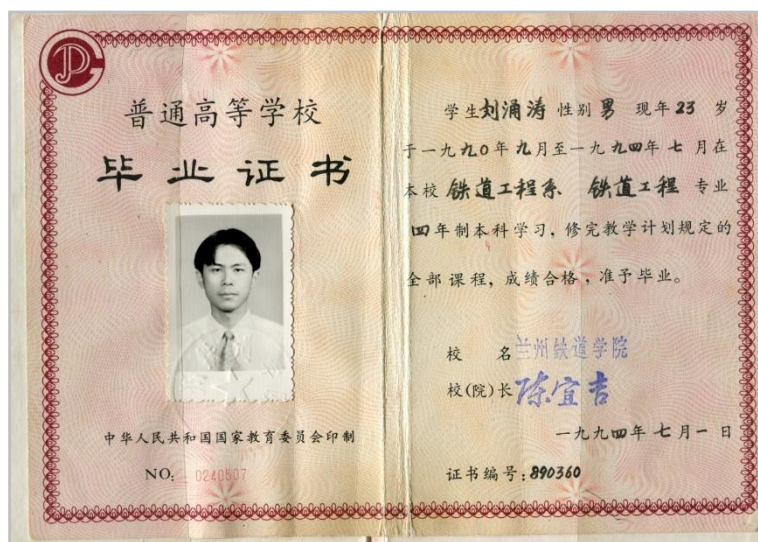 普通高等学校
毕业证书
中华人民共和国国家教育委员会印制
NO: 0240507
学生刘涌涛 性别男 现年23岁
于一九九〇年九月至一九九四年七月在
本校 铁道工程系 铁道工程 专业
四年制本科学习，修完教学计划规定的
全部课程，成绩合格，准予毕业。
校 名 兰州铁道学院
校(院)长 陈宜吉
一九九四年七月一日
证书编号：890360